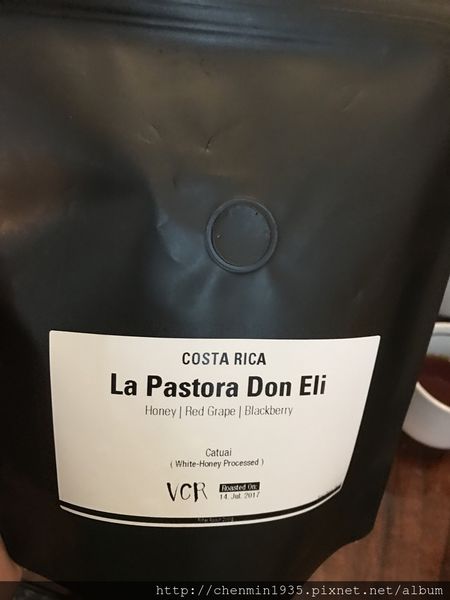 COSTA RICA
La Pastora Don Eli
Honey | Red Grape | Blackberry
Catuai
( White-Honey Processed )
VCR
Roasted On:
14. Jul. 2017
http://chenmin1935.pixnet.net/album